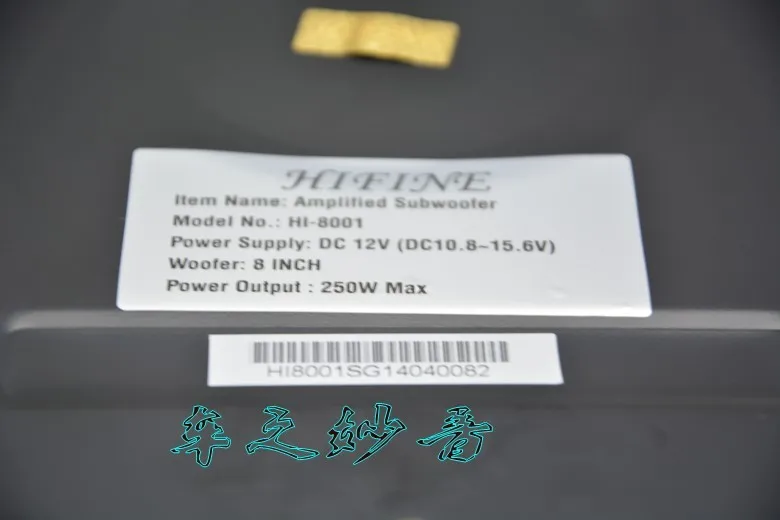 HIFINE
Item Name: Amplified Subwoofer
Model No.: HI-8001
Power Supply: DC 12V (DC10.8~15.6V)
Woofer: 8 INCH
Power Output : 250W Max
HI8001SG14040082
华之妙音